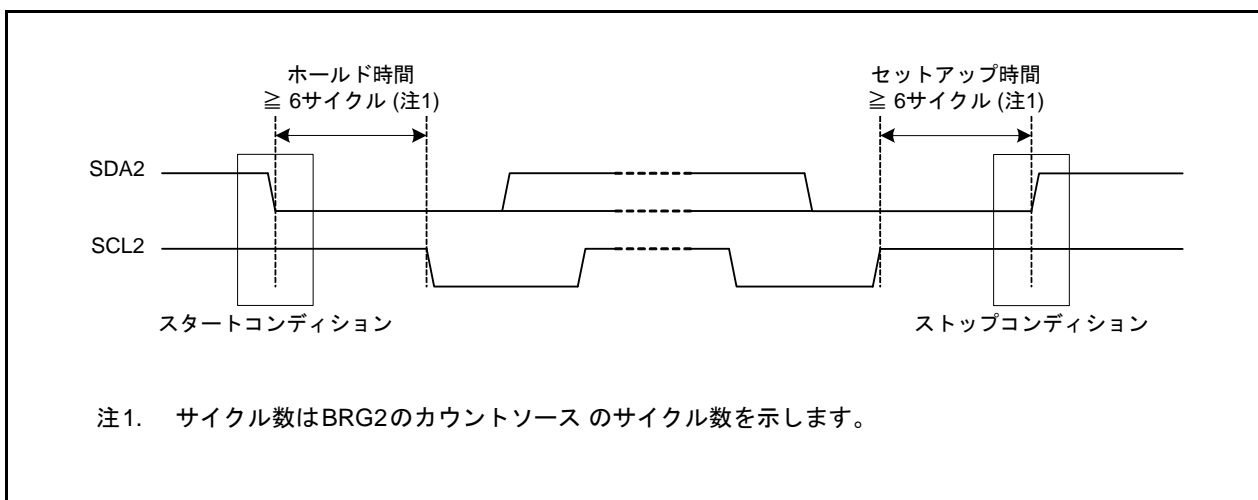 ホールド時間
≧ 6サイクル (注1)
セットアップ時間
≧ 6サイクル (注1)
SDA2
SCL2
スタートコンディション
ストップコンディション
注1. サイクル数はBRG2のカウントソース のサイクル数を示します。